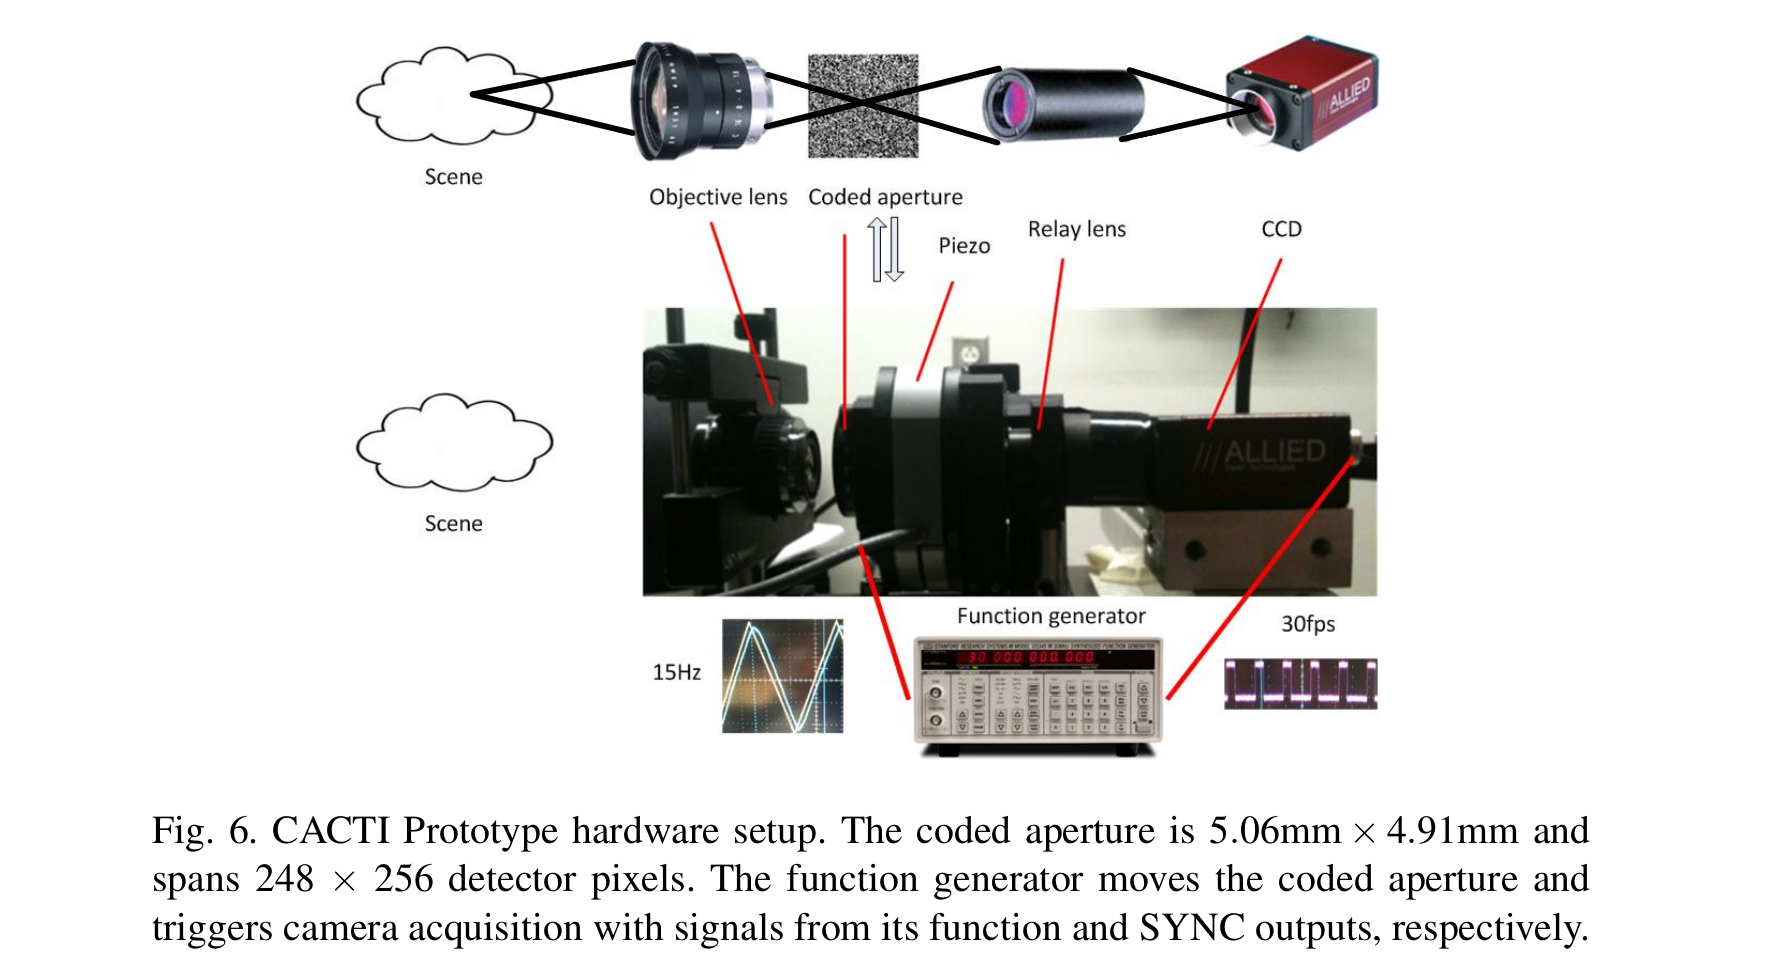 ///ALLIED
Scene
Objective lens
Coded aperture
Piezo
Relay lens
CCD
///ALLIED
Scene
Function generator
15Hz
30fps
STANFORD RESEARCH SYSTEMS
30 000 000 000
Fig. 6. CACTI Prototype hardware setup. The coded aperture is 5.06mm × 4.91mm and
spans 248 × 256 detector pixels. The function generator moves the coded aperture and
triggers camera acquisition with signals from its function and SYNC outputs, respectively.